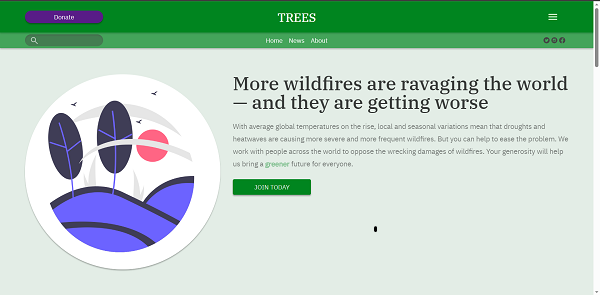 Donate
TREES
Home News About
More wildfires are ravaging the world
— and they are getting worse
With average global temperatures on the rise, local and seasonal variations mean that droughts and
heatwaves are causing more severe and more frequent wildfires. But you can help to ease the problem. We
work with people across the world to oppose the wrecking damages of wildfires. Your generosity will help
us bring a greener future for everyone.
JOIN TODAY